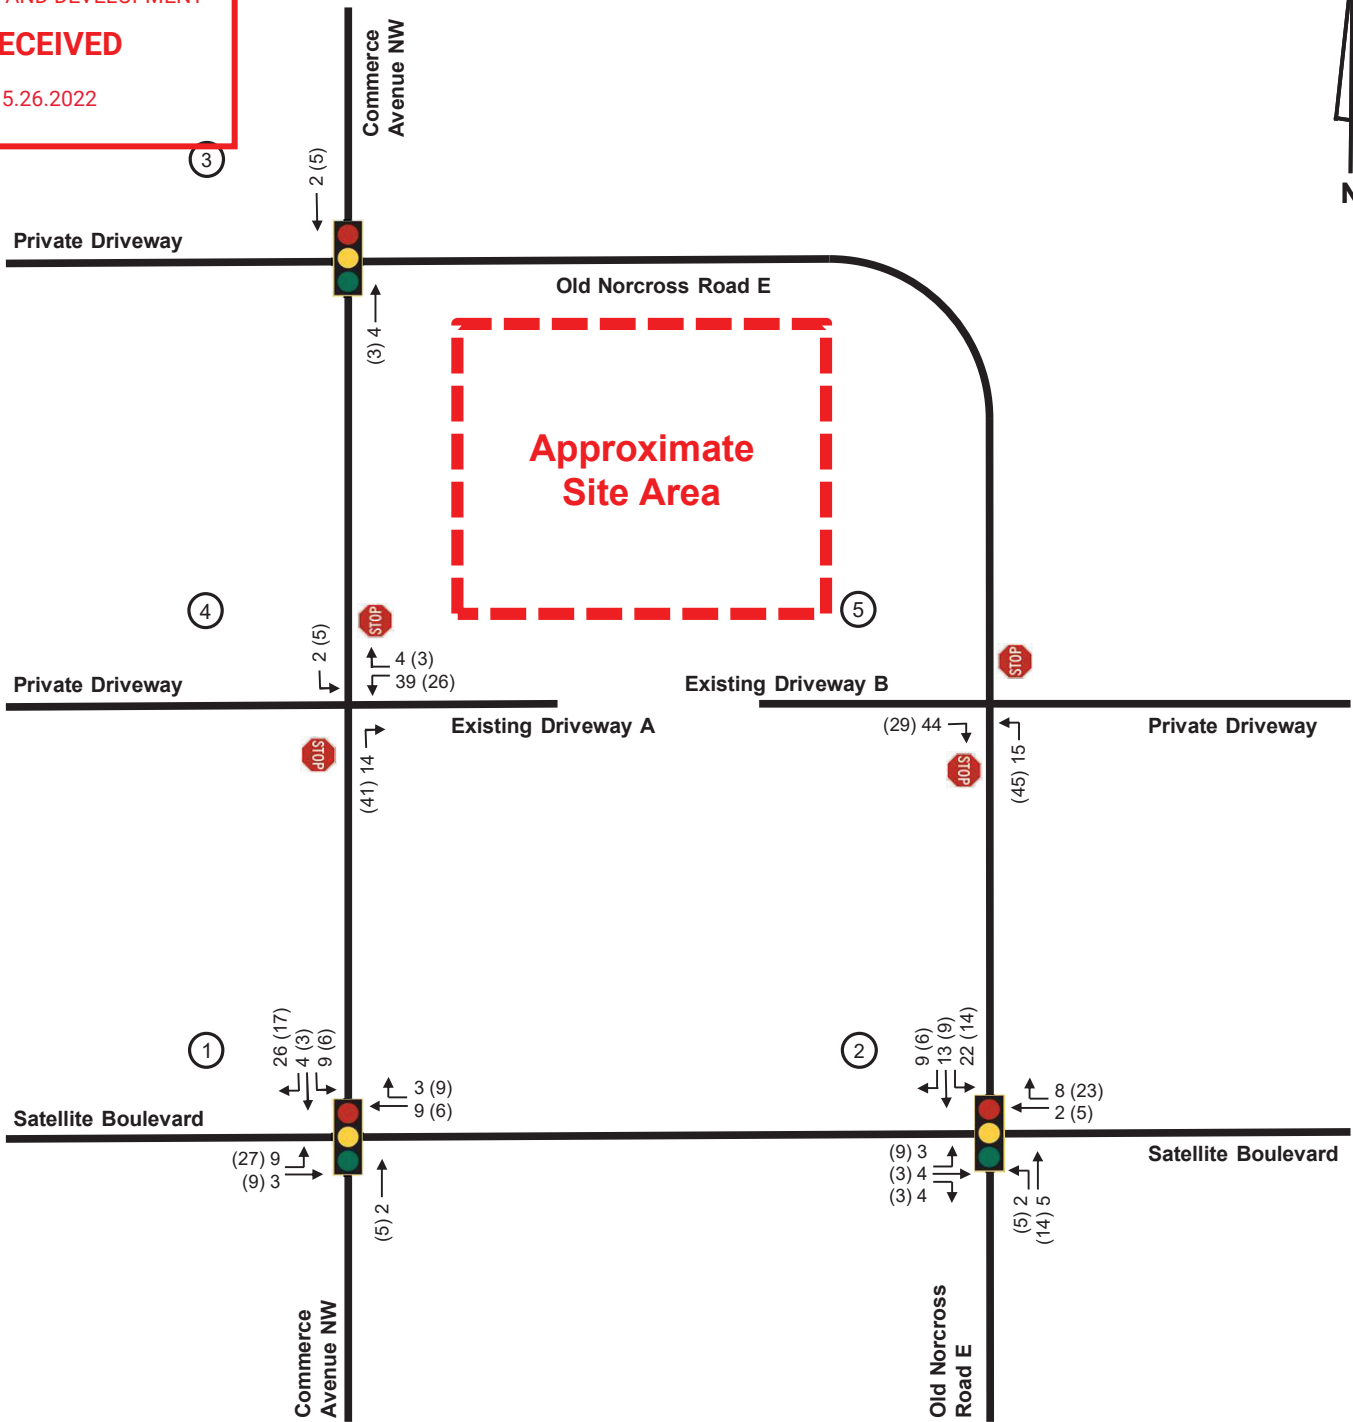 AND DEVELOPMENT
ECEIVED
5.26.2022
Commerce
Avenue NW
3
2 (5)
N
Private Driveway
Old Norcross Road E
(3) 4
Approximate
Site Area
4
5
STOP
2 (5)
4 (3)
39 (26)
STOP
Private Driveway
Existing Driveway B
Existing Driveway A
(29) 44
Private Driveway
STOP
(41) 14
STOP
(45) 15
1
26 (17)
4 (3)
9 (6)
2
9 (6)
13 (9)
22 (14)
3 (9)
9 (6)
8 (23)
2 (5)
Satellite Boulevard
Satellite Boulevard
(27) 9
(9) 3
(5) 2
(9) 3
(3) 4
(3) 4
(5) 2
(14) 5
Commerce
Avenue NW
Old Norcross
Road E